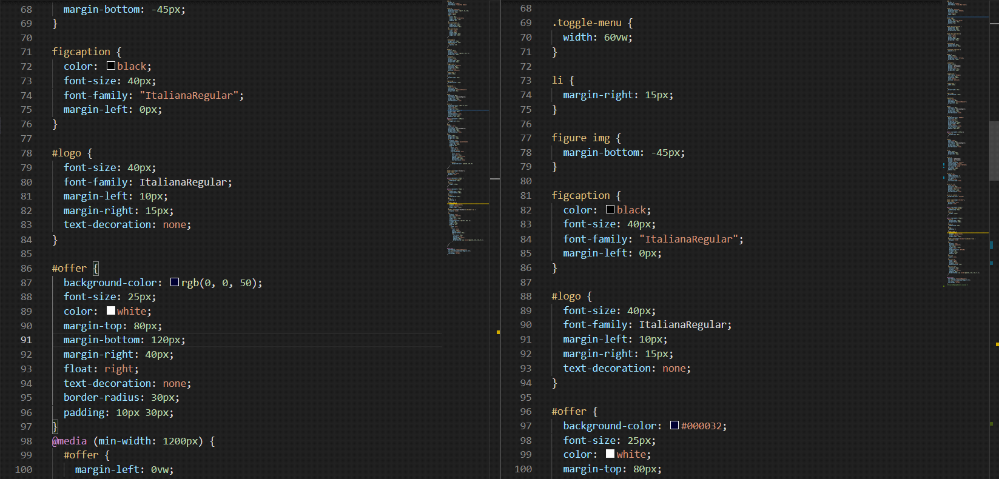 68 margin-bottom: -45px;
69 }
70
71 figcaption {
72 color: black;
73 font-size: 40px;
74 font-family: "ItalianaRegular";
75 margin-left: 0px;
76 }
77
78 #logo {
79 font-size: 40px;
80 font-family: ItalianaRegular;
81 margin-left: 10px;
82 margin-right: 15px;
83 text-decoration: none;
84 }
85
86 #offer {
87 background-color: rgb(0, 0, 50);
88 font-size: 25px;
89 color: white;
90 margin-top: 80px;
91 margin-bottom: 120px;
92 margin-right: 40px;
93 float: right;
94 text-decoration: none;
95 border-radius: 30px;
96 padding: 10px 30px;
97 }
98 @media (min-width: 1200px) {
99 #offer {
100 margin-left: 0vw;
68
69 .toggle-menu {
70 width: 60vw;
71 }
72
73 li {
74 margin-right: 15px;
75 }
76
77 figure img {
78 margin-bottom: -45px;
79 }
80
81 figcaption {
82 color: black;
83 font-size: 40px;
84 font-family: "ItalianaRegular";
85 margin-left: 0px;
86 }
87
88 #logo {
89 font-size: 40px;
90 font-family: ItalianaRegular;
91 margin-left: 10px;
92 margin-right: 15px;
93 text-decoration: none;
94 }
95
96 #offer {
97 background-color: #000032;
98 font-size: 25px;
99 color: white;
100 margin-top: 80px;